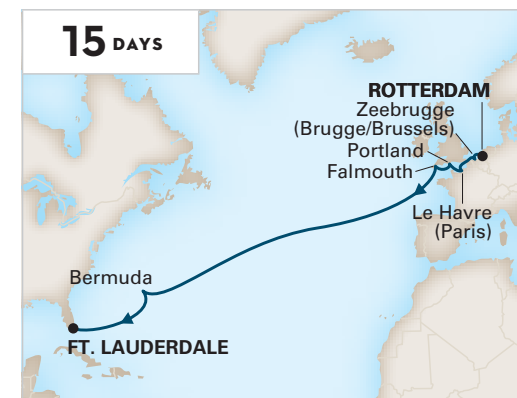 15 DAYS
ROTTERDAM
Zeebrugge
(Brugge/Brussels)
Portland
Falmouth
Le Havre
(Paris)
Bermuda
FT. LAUDERDALE